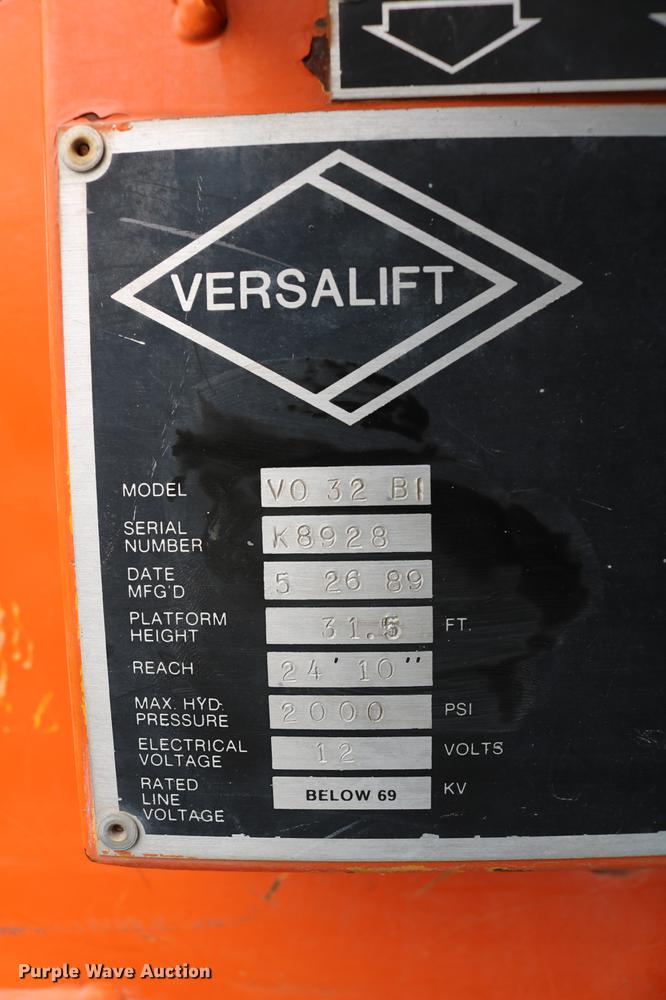 VERSALIFT
MODEL VO 32 BI
SERIAL
NUMBER K8928
DATE
MFG'D 5 26 89
PLATFORM
HEIGHT 31.5 FT.
REACH 24' 10"
MAX. HYD.
PRESSURE 2000 PSI
ELECTRICAL
VOLTAGE 12 VOLTS
RATED
LINE
VOLTAGE BELOW 69 KV
Purple Wave Auction